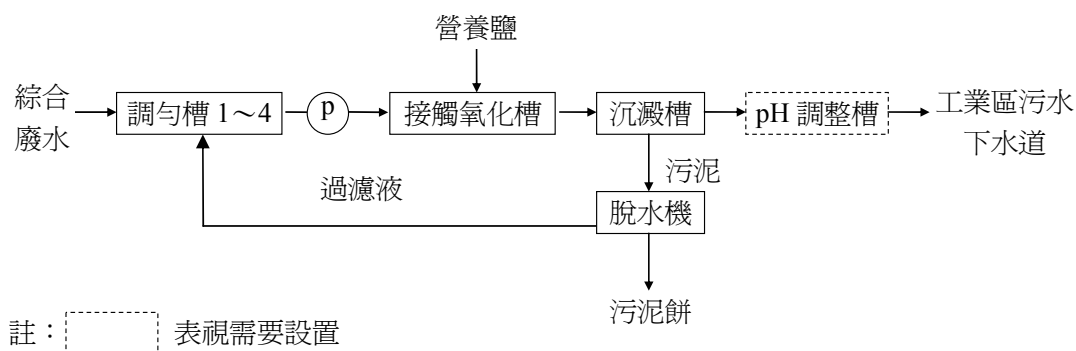 營養鹽
綜合
廢水
調勻槽 1～4
p
接觸氧化槽
沉澱槽
pH 調整槽
工業區污水
下水道
污泥
過濾液
脫水機
污泥餅
註：
表視需要設置